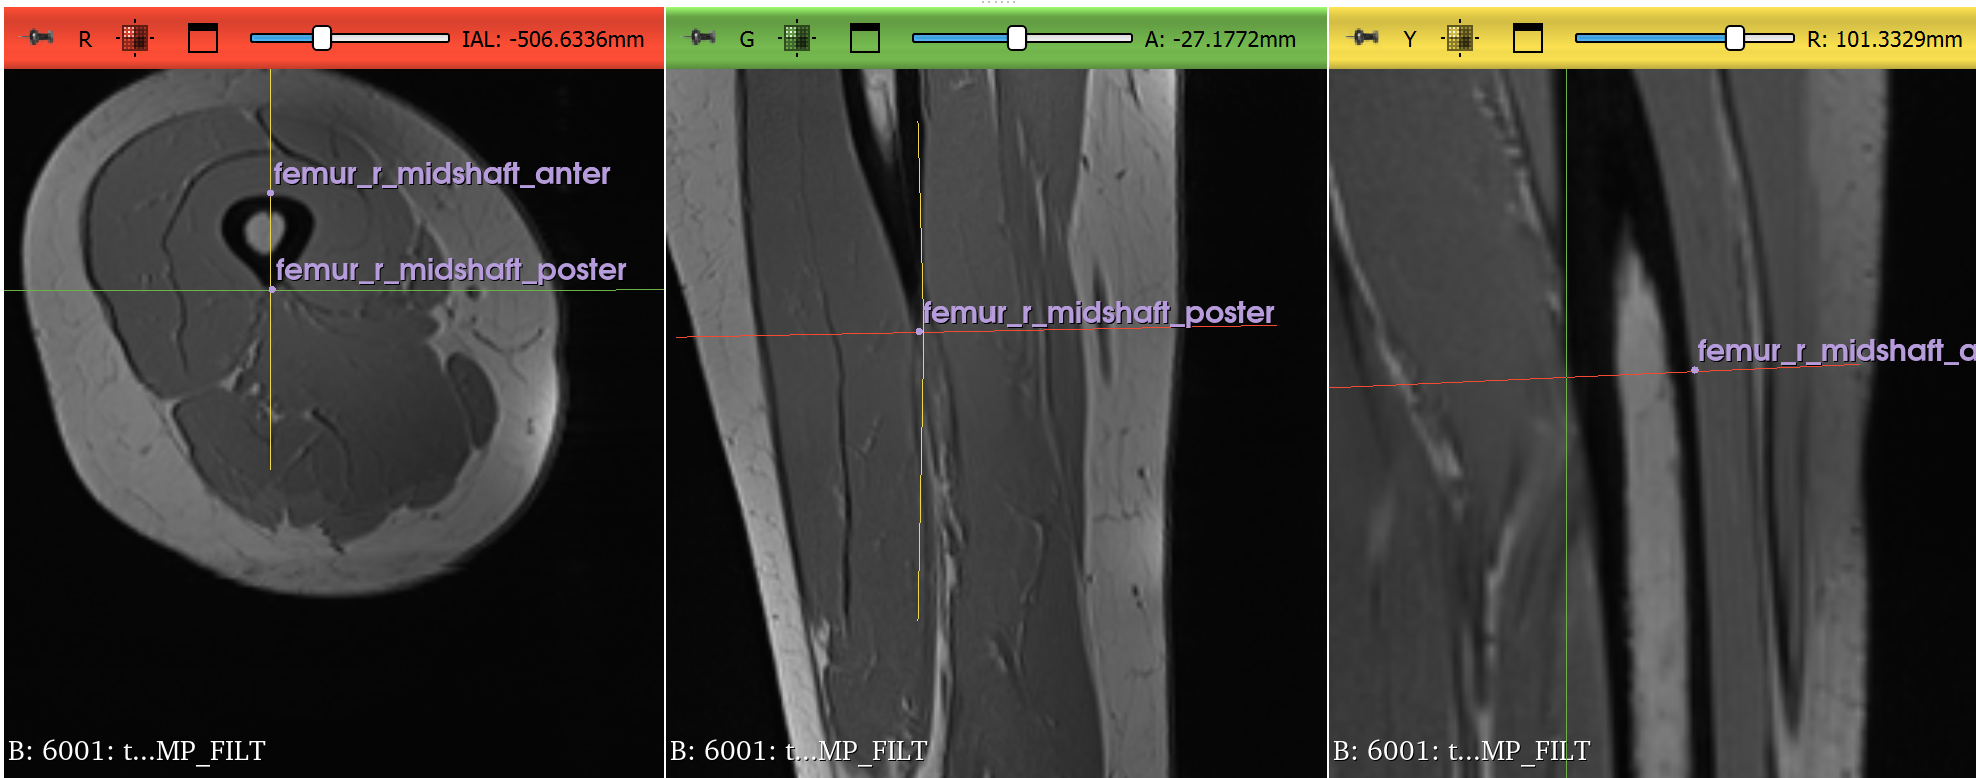 R IAL: -506.6336mm
G A: -27.1772mm
Y R: 101.3329mm
femur_r_midshaft_anter
femur_r_midshaft_poster
femur_r_midshaft_poster
femur_r_midshaft_a
B: 6001: t...MP_FILT
B: 6001: t...MP_FILT
B: 6001: t...MP_FILT